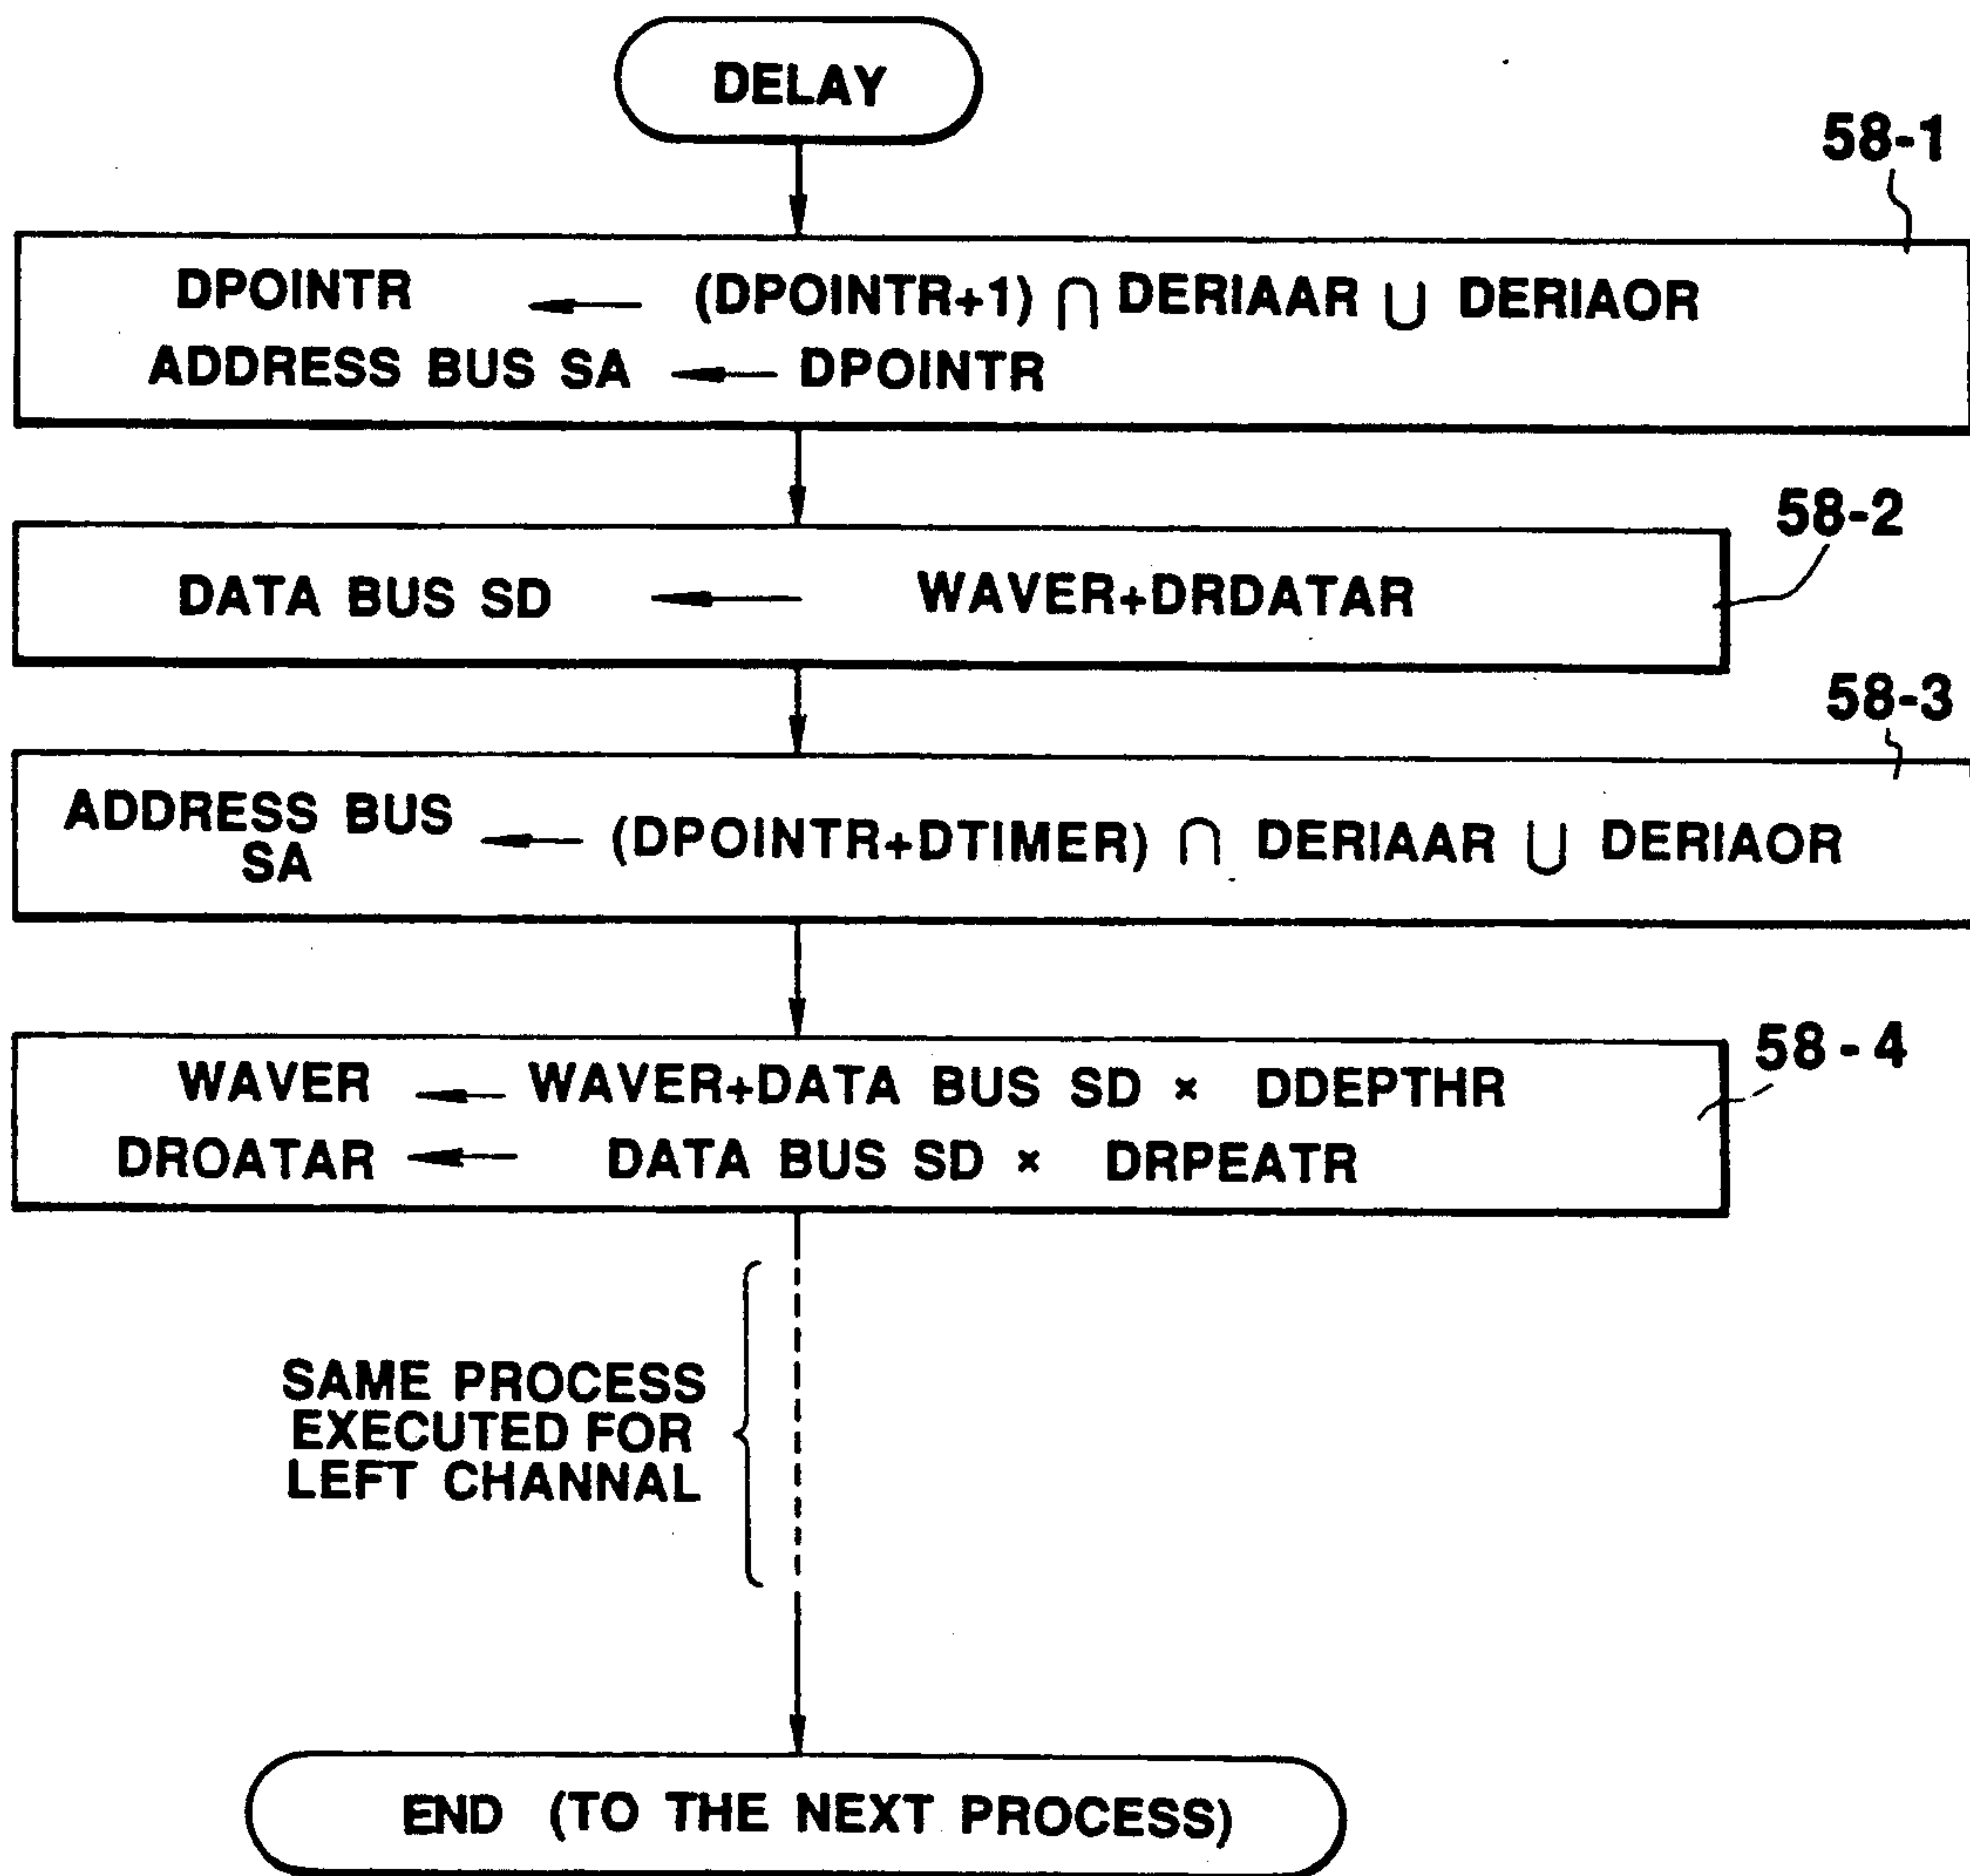 DELAY
58-1
DPOINTR ← (DPOINTR+1) ∩ DERIAAR ∪ DERIAOR
ADDRESS BUS SA ← DPOINTR
58-2
DATA BUS SD ← WAVER+DRDATAR
58-3
ADDRESS BUS
SA ← (DPOINTR+DTIMER) ∩ DERIAAR ∪ DERIAOR
58-4
WAVER ← WAVER+DATA BUS SD × DDEPTHR
DROATAR ← DATA BUS SD × DRPEATR
SAME PROCESS
EXECUTED FOR
LEFT CHANNAL
END (TO THE NEXT PROCESS)